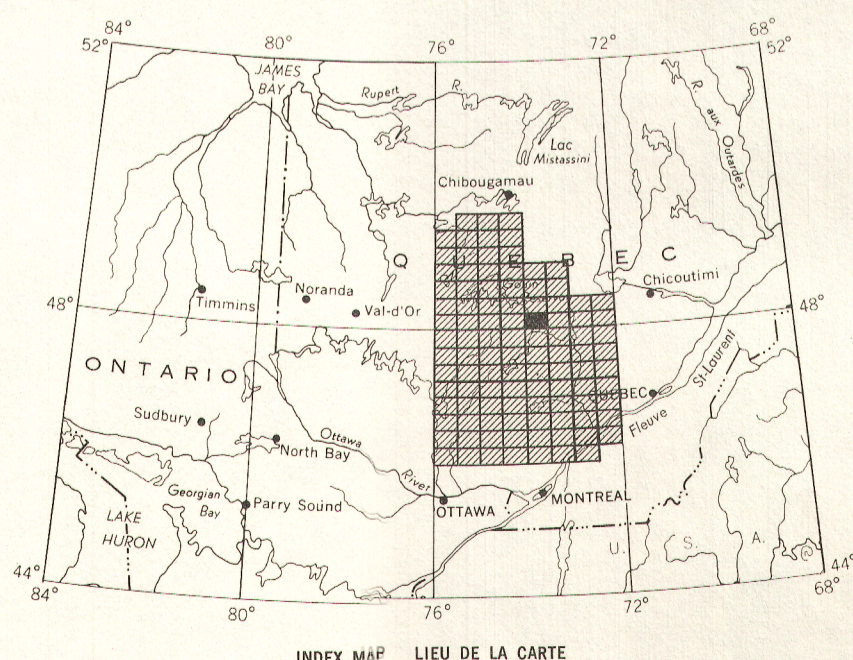 84°
80°
76°
72°
68°
52°
52°
JAMES
BAY
Rupert R.
R. aux Outardes
Lac
Mistassini
Chibougamau
QUEBEC
Gouin
Chicoutimi
Noranda
Timmins
Val-d'Or
48°
48°
ONTARIO
St-Laurent
Fleuve
QUEBEC
Sudbury
North Bay
Ottawa River
Georgian
Bay
Parry Sound
OTTAWA
MONTREAL
LAKE
HURON
U. S. A.
44°
44°
84°
80°
76°
72°
68°
INDEX MAP LIEU DE LA CARTE